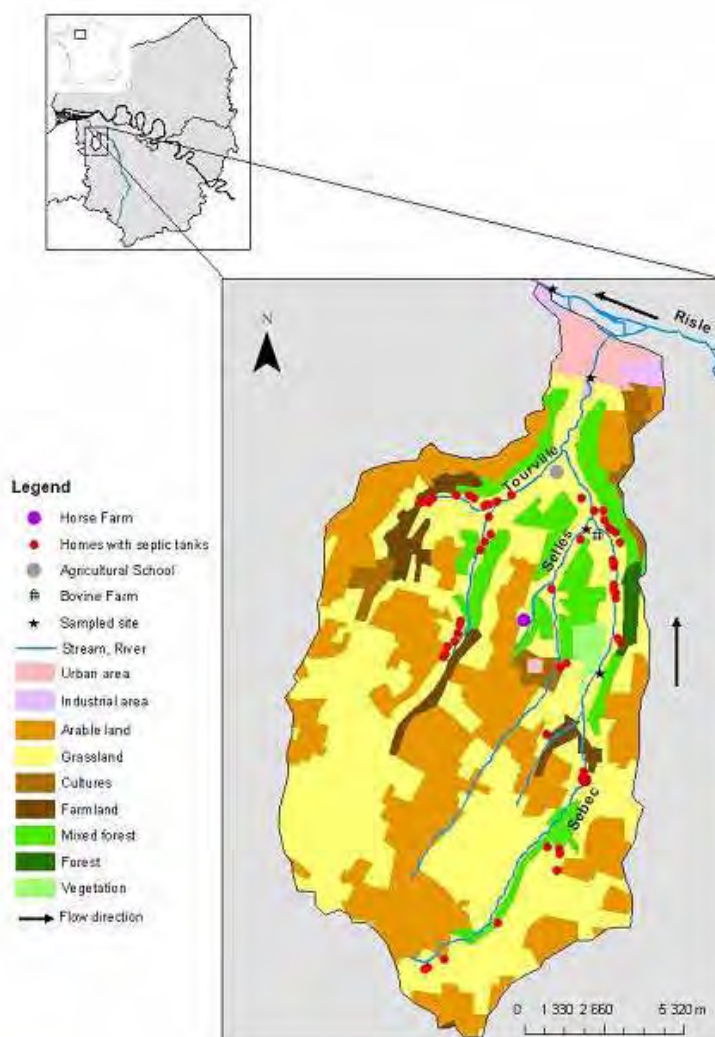 N
Risle
Tourville
Selles
Sebec
Legend
Horse Farm
Homes with septic tanks
Agricultural School
Bovine Farm
Sampled site
Stream, River
Urban area
Industrial area
Arable land
Grassland
Cultures
Farmland
Mixed forest
Forest
Vegetation
Flow direction
0 1 330 2 660 5 320 m